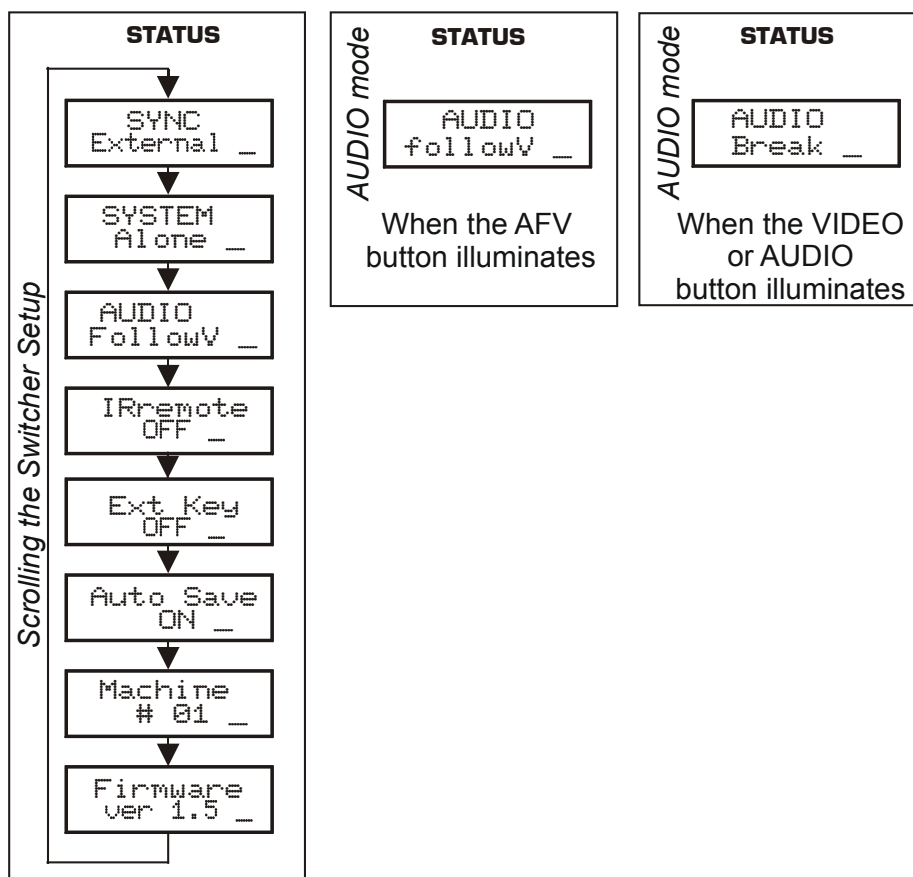 Scrolling the Switcher Setup
STATUS
SYNC
External _
SYSTEM
Alone _
AUDIO
FollowV _
IRremote
OFF _
Ext Key
OFF _
Auto Save
ON _
Machine
# 01 _
Firmware
ver 1.5 _
AUDIO mode
STATUS
AUDIO
followV _
When the AFV
button illuminates
AUDIO mode
STATUS
AUDIO
Break _
When the VIDEO
or AUDIO
button illuminates